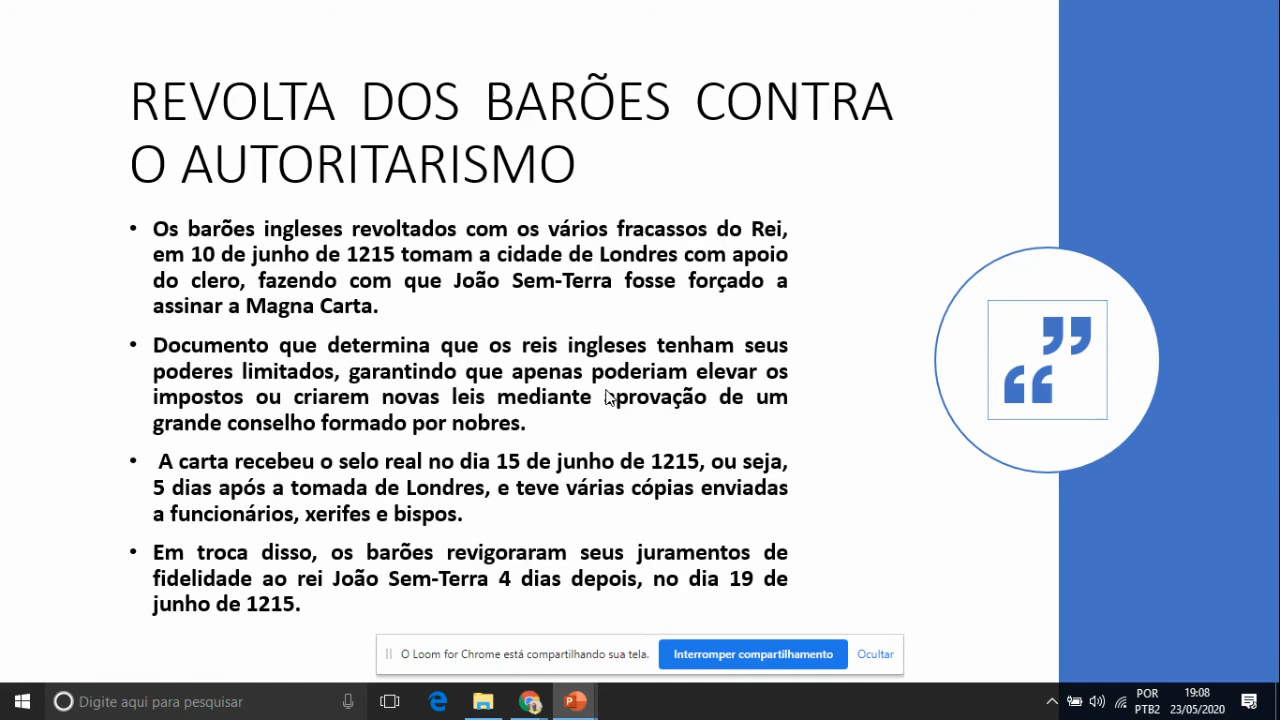 REVOLTA DOS BARÕES CONTRA
O AUTORITARISMO
• Os barões ingleses revoltados com os vários fracassos do Rei,
em 10 de junho de 1215 tomam a cidade de Londres com apoio
do clero, fazendo com que João Sem-Terra fosse forçado a
assinar a Magna Carta.
• Documento que determina que os reis ingleses tenham seus
poderes limitados, garantindo que apenas poderiam elevar os
impostos ou criarem novas leis mediante aprovação de um
grande conselho formado por nobres.
• A carta recebeu o selo real no dia 15 de junho de 1215, ou seja,
5 dias após a tomada de Londres, e teve várias cópias enviadas
a funcionários, xerifes e bispos.
• Em troca disso, os barões revigoraram seus juramentos de
fidelidade ao rei João Sem-Terra 4 dias depois, no dia 19 de
junho de 1215.
O Loom for Chrome está compartilhando sua tela. Interromper compartilhamento Ocultar
Digite aqui para pesquisar
POR
PTB2
19:08
23/05/2020